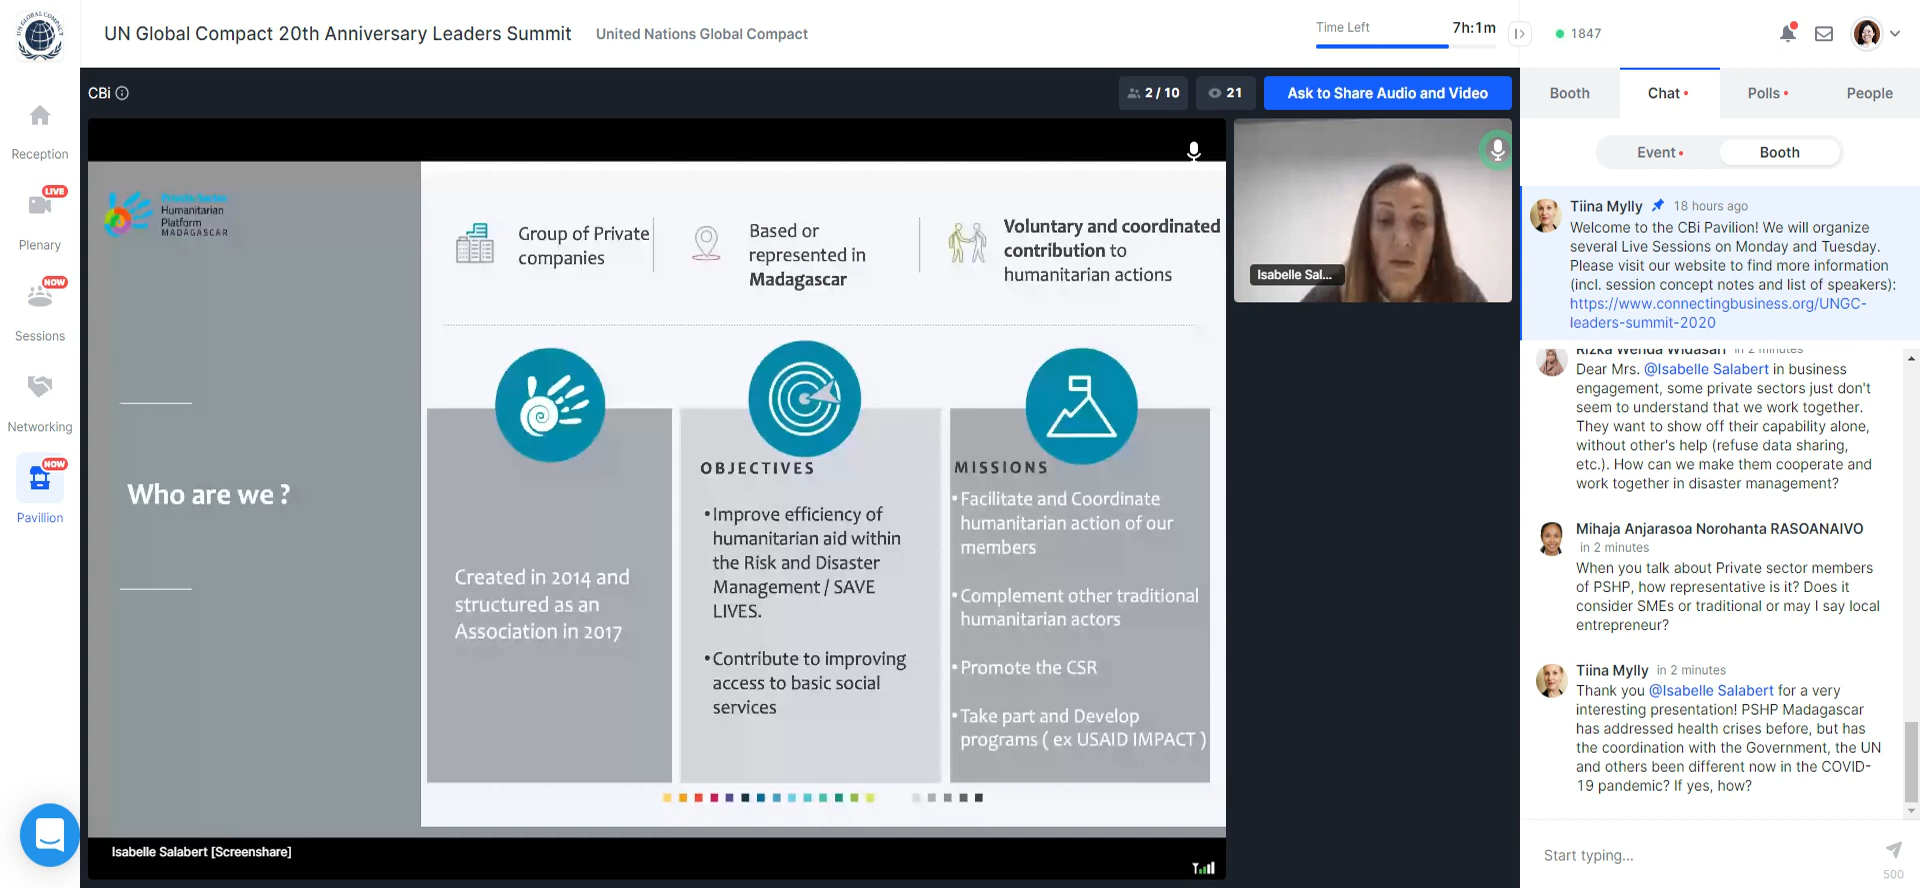 UN GLOBAL COMPACT
UN Global Compact 20th Anniversary Leaders Summit
United Nations Global Compact
Time Left
7h:1m
1847
Reception
LIVE
Plenary
NOW
Sessions
Networking
NOW
Pavillion
CBi
2 / 10
21
Ask to Share Audio and Video
Private Sector
Humanitarian
Platform
MADAGASCAR
Who are we ?
Group of Private
companies
Based or
represented in
Madagascar
Voluntary and coordinated
contribution to
humanitarian actions
Created in 2014 and
structured as an
Association in 2017
OBJECTIVES
•Improve efficiency of
humanitarian aid within
the Risk and Disaster
Management / SAVE
LIVES.
•Contribute to improving
access to basic social
services
MISSIONS
•Facilitate and Coordinate
humanitarian action of our
members
•Complement other traditional
humanitarian actors
•Promote the CSR
•Take part and Develop
programs ( ex USAID IMPACT )
Isabelle Salabert [Screenshare]
Isabelle Sal...
Booth
Chat
Polls
People
Event
Booth
Tiina Mylly 18 hours ago
Welcome to the CBi Pavilion! We will organize
several Live Sessions on Monday and Tuesday.
Please visit our website to find more information
(incl. session concept notes and list of speakers):
https://www.connectingbusiness.org/UNGC-
leaders-summit-2020
Rizka Wenda Widasari in 2 minutes
Dear Mrs. @Isabelle Salabert in business
engagement, some private sectors just don't
seem to understand that we work together.
They want to show off their capability alone,
without other's help (refuse data sharing,
etc.). How can we make them cooperate and
work together in disaster management?
Mihaja Anjarasoa Norohanta RASOANAIVO
in 2 minutes
When you talk about Private sector members
of PSHP, how representative is it? Does it
consider SMEs or traditional or may I say local
entrepreneur?
Tiina Mylly in 2 minutes
Thank you @Isabelle Salabert for a very
interesting presentation! PSHP Madagascar
has addressed health crises before, but has
the coordination with the Government, the UN
and others been different now in the COVID-
19 pandemic? If yes, how?
Start typing...
500